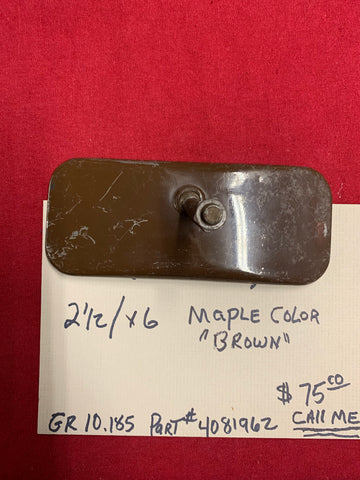 2 1/2 / x 6 MAPLE COLOR
"BROWN"
$ 75 00
GR 10.185 Part# 4081962 CAll ME